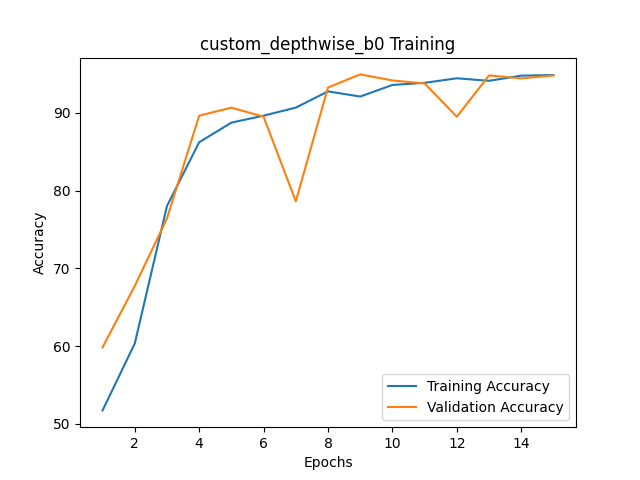 custom_depthwise_b0 Training
Accuracy
90
80
70
60
50
2 4 6 8 10 12 14
Epochs
Training Accuracy
Validation Accuracy